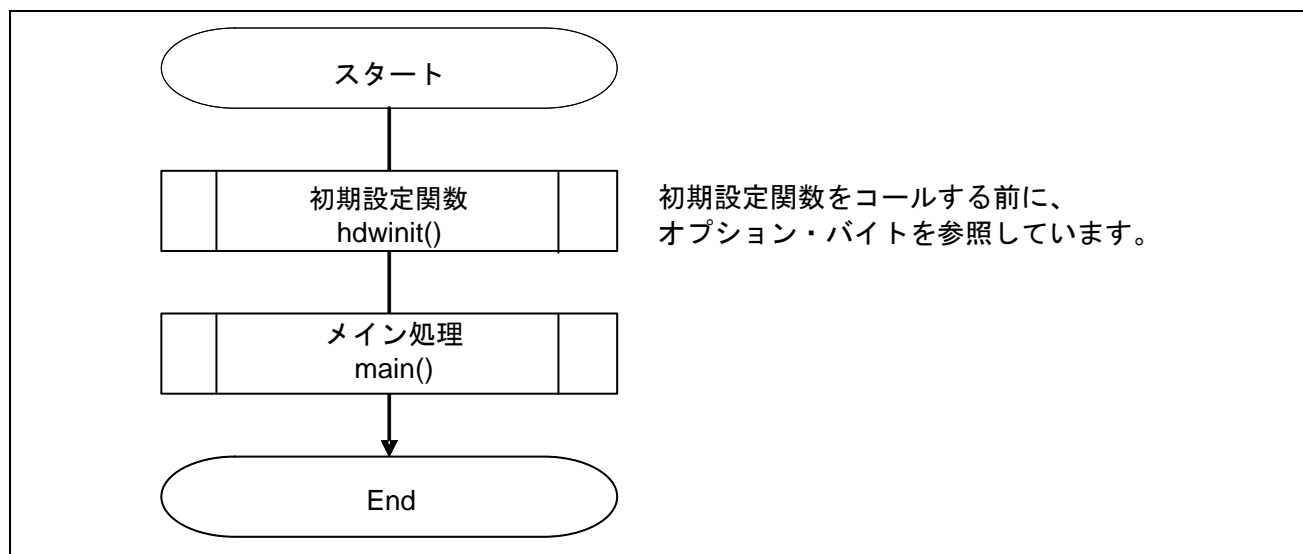 スタート
初期設定関数
hdwinit()
初期設定関数をコールする前に、
オプション・バイトを参照しています。
メイン処理
main()
End